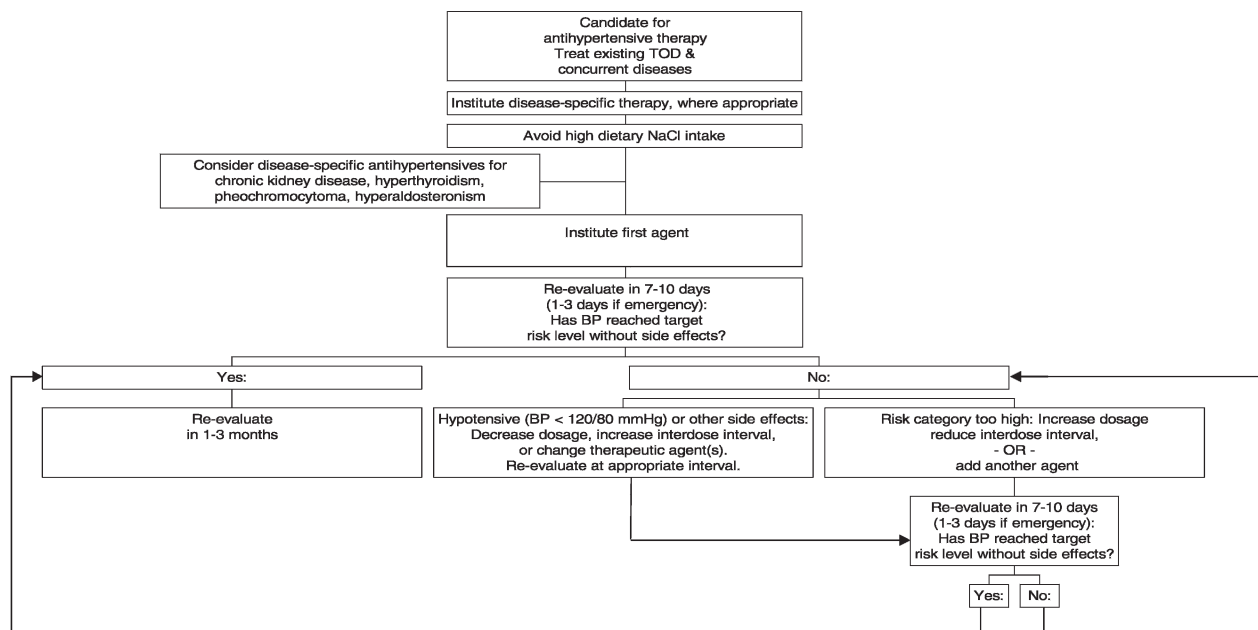 Candidate for
antihypertensive therapy
Treat existing TOD &
concurrent diseases
Institute disease-specific therapy, where appropriate
Avoid high dietary NaCl intake
Consider disease-specific antihypertensives for
chronic kidney disease, hyperthyroidism,
pheochromocytoma, hyperaldosteronism
Institute first agent
Re-evaluate in 7-10 days
(1-3 days if emergency):
Has BP reached target
risk level without side effects?
Yes:
No:
Re-evaluate
in 1-3 months
Hypotensive (BP < 120/80 mmHg) or other side effects:
Decrease dosage, increase interdose interval,
or change therapeutic agent(s).
Re-evaluate at appropriate interval.
Risk category too high: Increase dosage
reduce interdose interval,
- OR -
add another agent
Re-evaluate in 7-10 days
(1-3 days if emergency):
Has BP reached target
risk level without side effects?
Yes:
No: